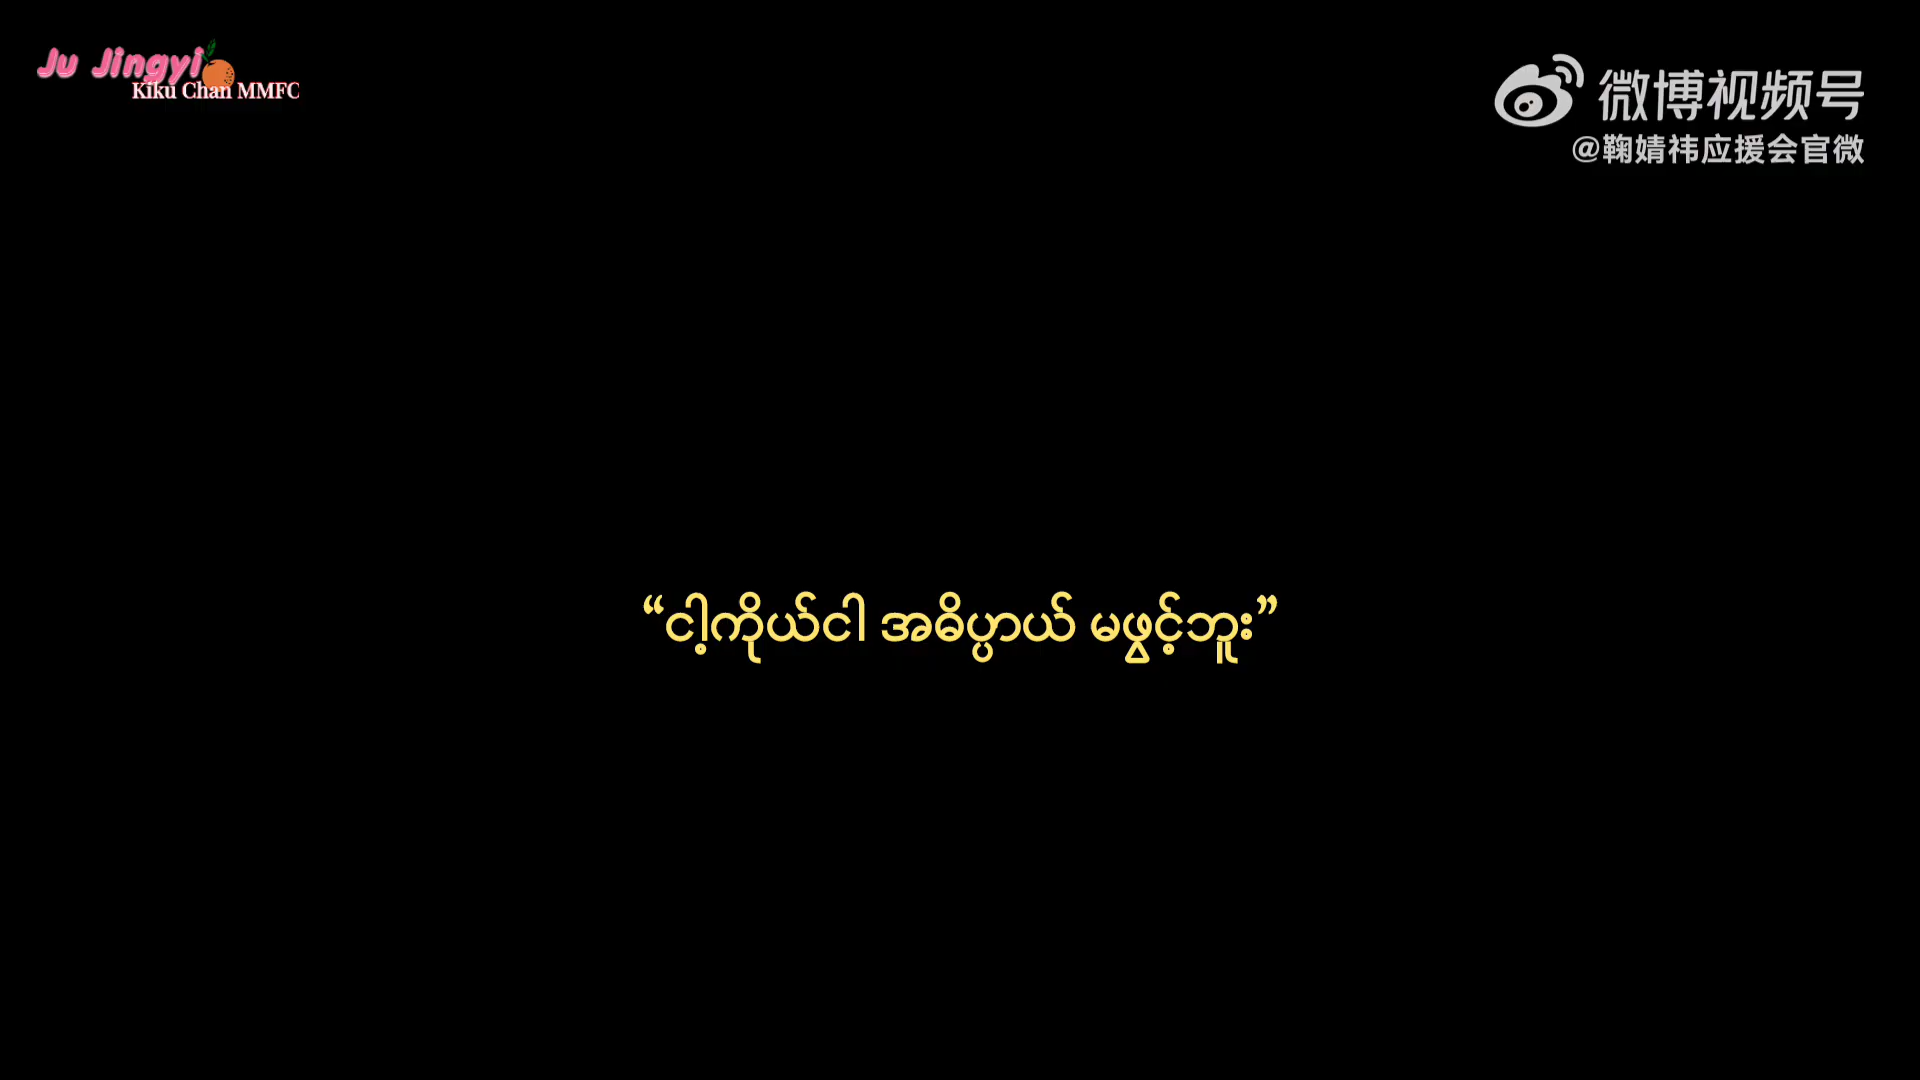 Ju Jingyi
Kiku Chan MMFC
微博视频号
@鞠婧祎应援会官微
“ငါ့ကိုယ်ငါ အဓိပ္ပာယ် မဖွင့်ဘူး”